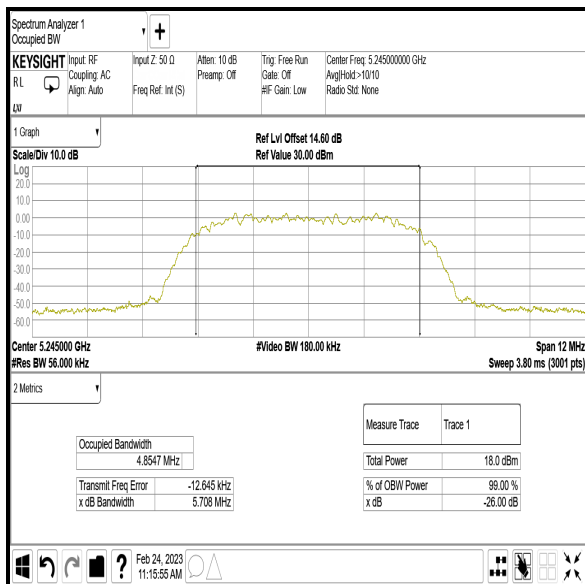 Spectrum Analyzer 1
Occupied BW
KEYSIGHT
R L
LXI
Input: RF
Coupling: AC
Align: Auto
Input Z: 50 Ω
Freq Ref: Int (S)
Atten: 10 dB
Preamp: Off
Trig: Free Run
Gate: Off
#IF Gain: Low
Center Freq: 5.245000000 GHz
Avg|Hold:>10/10
Radio Std: None
1 Graph
Scale/Div 10.0 dB
Ref Lvl Offset 14.60 dB
Ref Value 30.00 dBm
Log
20.0
10.0
0.00
-10.0
-20.0
-30.0
-40.0
-50.0
-60.0
Center 5.245000 GHz
#Res BW 56.000 kHz
#Video BW 180.00 kHz
Span 12 MHz
Sweep 3.80 ms (3001 pts)
2 Metrics
Occupied Bandwidth
4.8547 MHz
Transmit Freq Error -12.645 kHz
x dB Bandwidth 5.708 MHz
Measure Trace Trace 1
Total Power 18.0 dBm
% of OBW Power 99.00 %
x dB -26.00 dB
?
Feb 24, 2023
11:15:55 AM